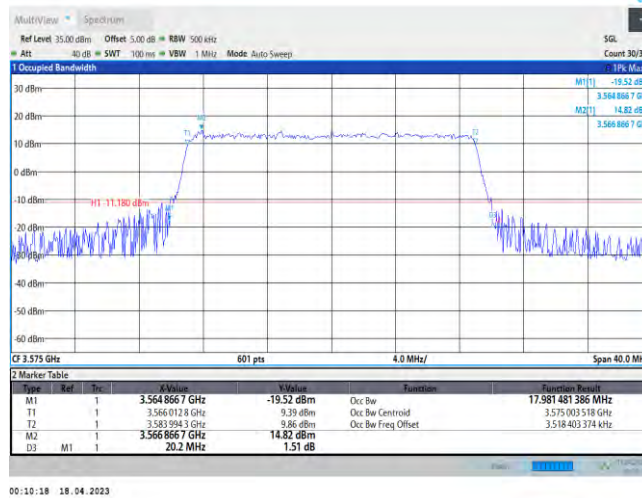 MultiView Spectrum
Ref Level 35.00 dBm Offset 5.00 dB RBW 500 kHz SGL
Att 40 dB SWT 100 ms VBW 1 MHz Mode Auto Sweep Count 30/3
1 Occupied Bandwidth 1Pk Ma
M1[1] -19.52 dB
3.564 866 7 G
M2[1] 14.82 dB
3.566 866 7 G
30 dBm
20 dBm
M2
T1 T2
10 dBm
0 dBm
-10 dBm
H1 -11.180 dBm
-20 dBm
-30 dBm
-40 dBm
-50 dBm
-60 dBm
CF 3.575 GHz 601 pts 4.0 MHz/ Span 40.0 MH
2 Marker Table
Type Ref Trc X-Value Y-Value Function Function Result
M1 1 3.564 866 7 GHz -19.52 dBm Occ Bw 17.981 481 386 MHz
T1 1 3.566 012 8 GHz 9.39 dBm Occ Bw Centroid 3.575 003 518 GHz
T2 1 3.583 994 3 GHz 9.86 dBm Occ Bw Freq Offset 3.518 403 374 kHz
M2 1 3.566 866 7 GHz 14.82 dBm
D3 M1 1 20.2 MHz 1.51 dB
00:10:18 18.04.2023